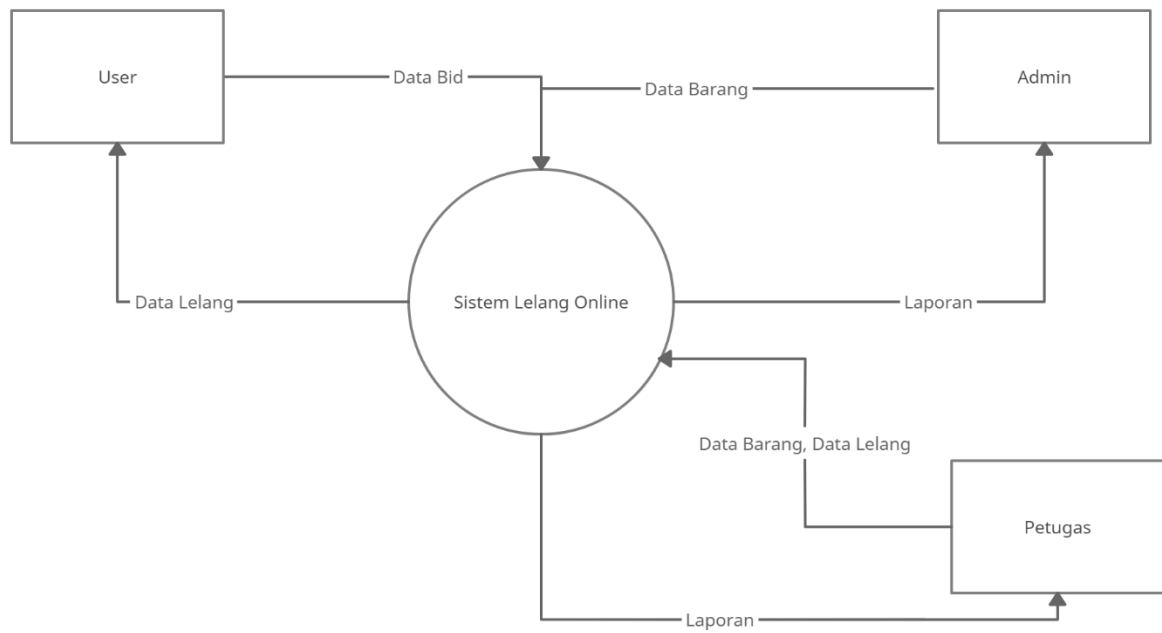 User
Data Bid
Data Barang
Admin
Data Lelang
Sistem Lelang Online
Laporan
Data Barang, Data Lelang
Petugas
Laporan